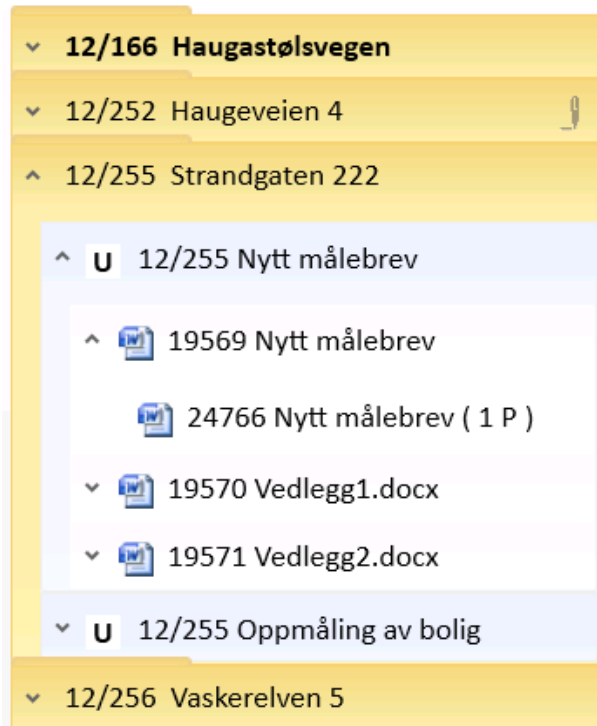 12/166 Haugastølsvegen
12/252 Haugeveien 4
12/255 Strandgaten 222
U 12/255 Nytt målebrev
19569 Nytt målebrev
24766 Nytt målebrev ( 1 P )
19570 Vedlegg1.docx
19571 Vedlegg2.docx
U 12/255 Oppmåling av bolig
12/256 Vaskerelven 5